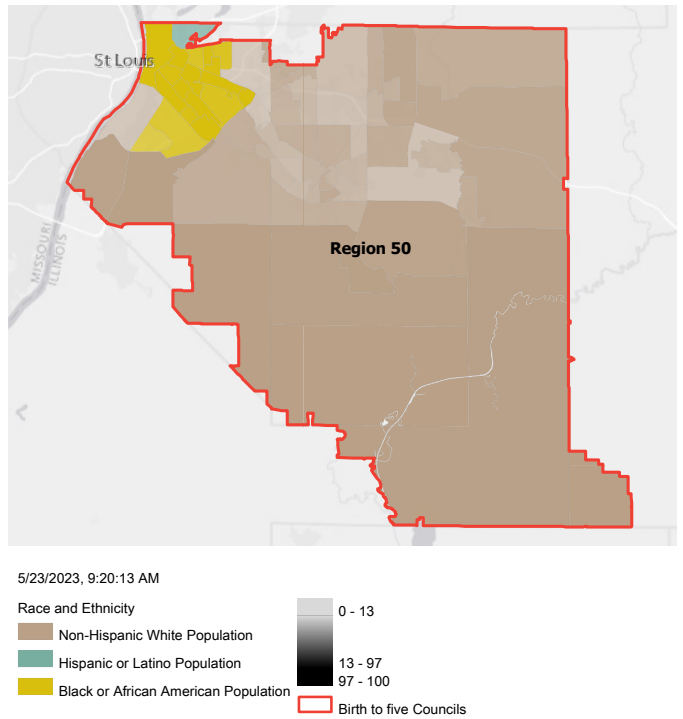 St Louis
MISSOURI
ILLINOIS
Region 50
5/23/2023, 9:20:13 AM
Race and Ethnicity
Non-Hispanic White Population
Hispanic or Latino Population
Black or African American Population
0 - 13
13 - 97
97 - 100
Birth to five Councils